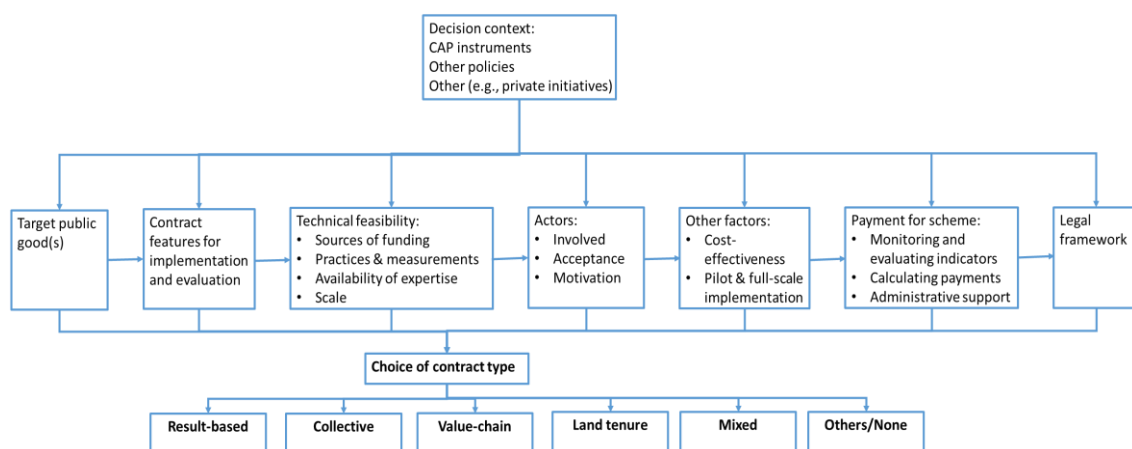 Decision context:
CAP instruments
Other policies
Other (e.g., private initiatives)
Target public
good(s)
Contract
features for
implementation
and evaluation
Technical feasibility:
• Sources of funding
• Practices & measurements
• Availability of expertise
• Scale
Actors:
• Involved
• Acceptance
• Motivation
Other factors:
• Cost-
effectiveness
• Pilot & full-scale
implementation
Payment for scheme:
• Monitoring and
evaluating indicators
• Calculating payments
• Administrative support
Legal
framework
Choice of contract type
Result-based
Collective
Value-chain
Land tenure
Mixed
Others/None